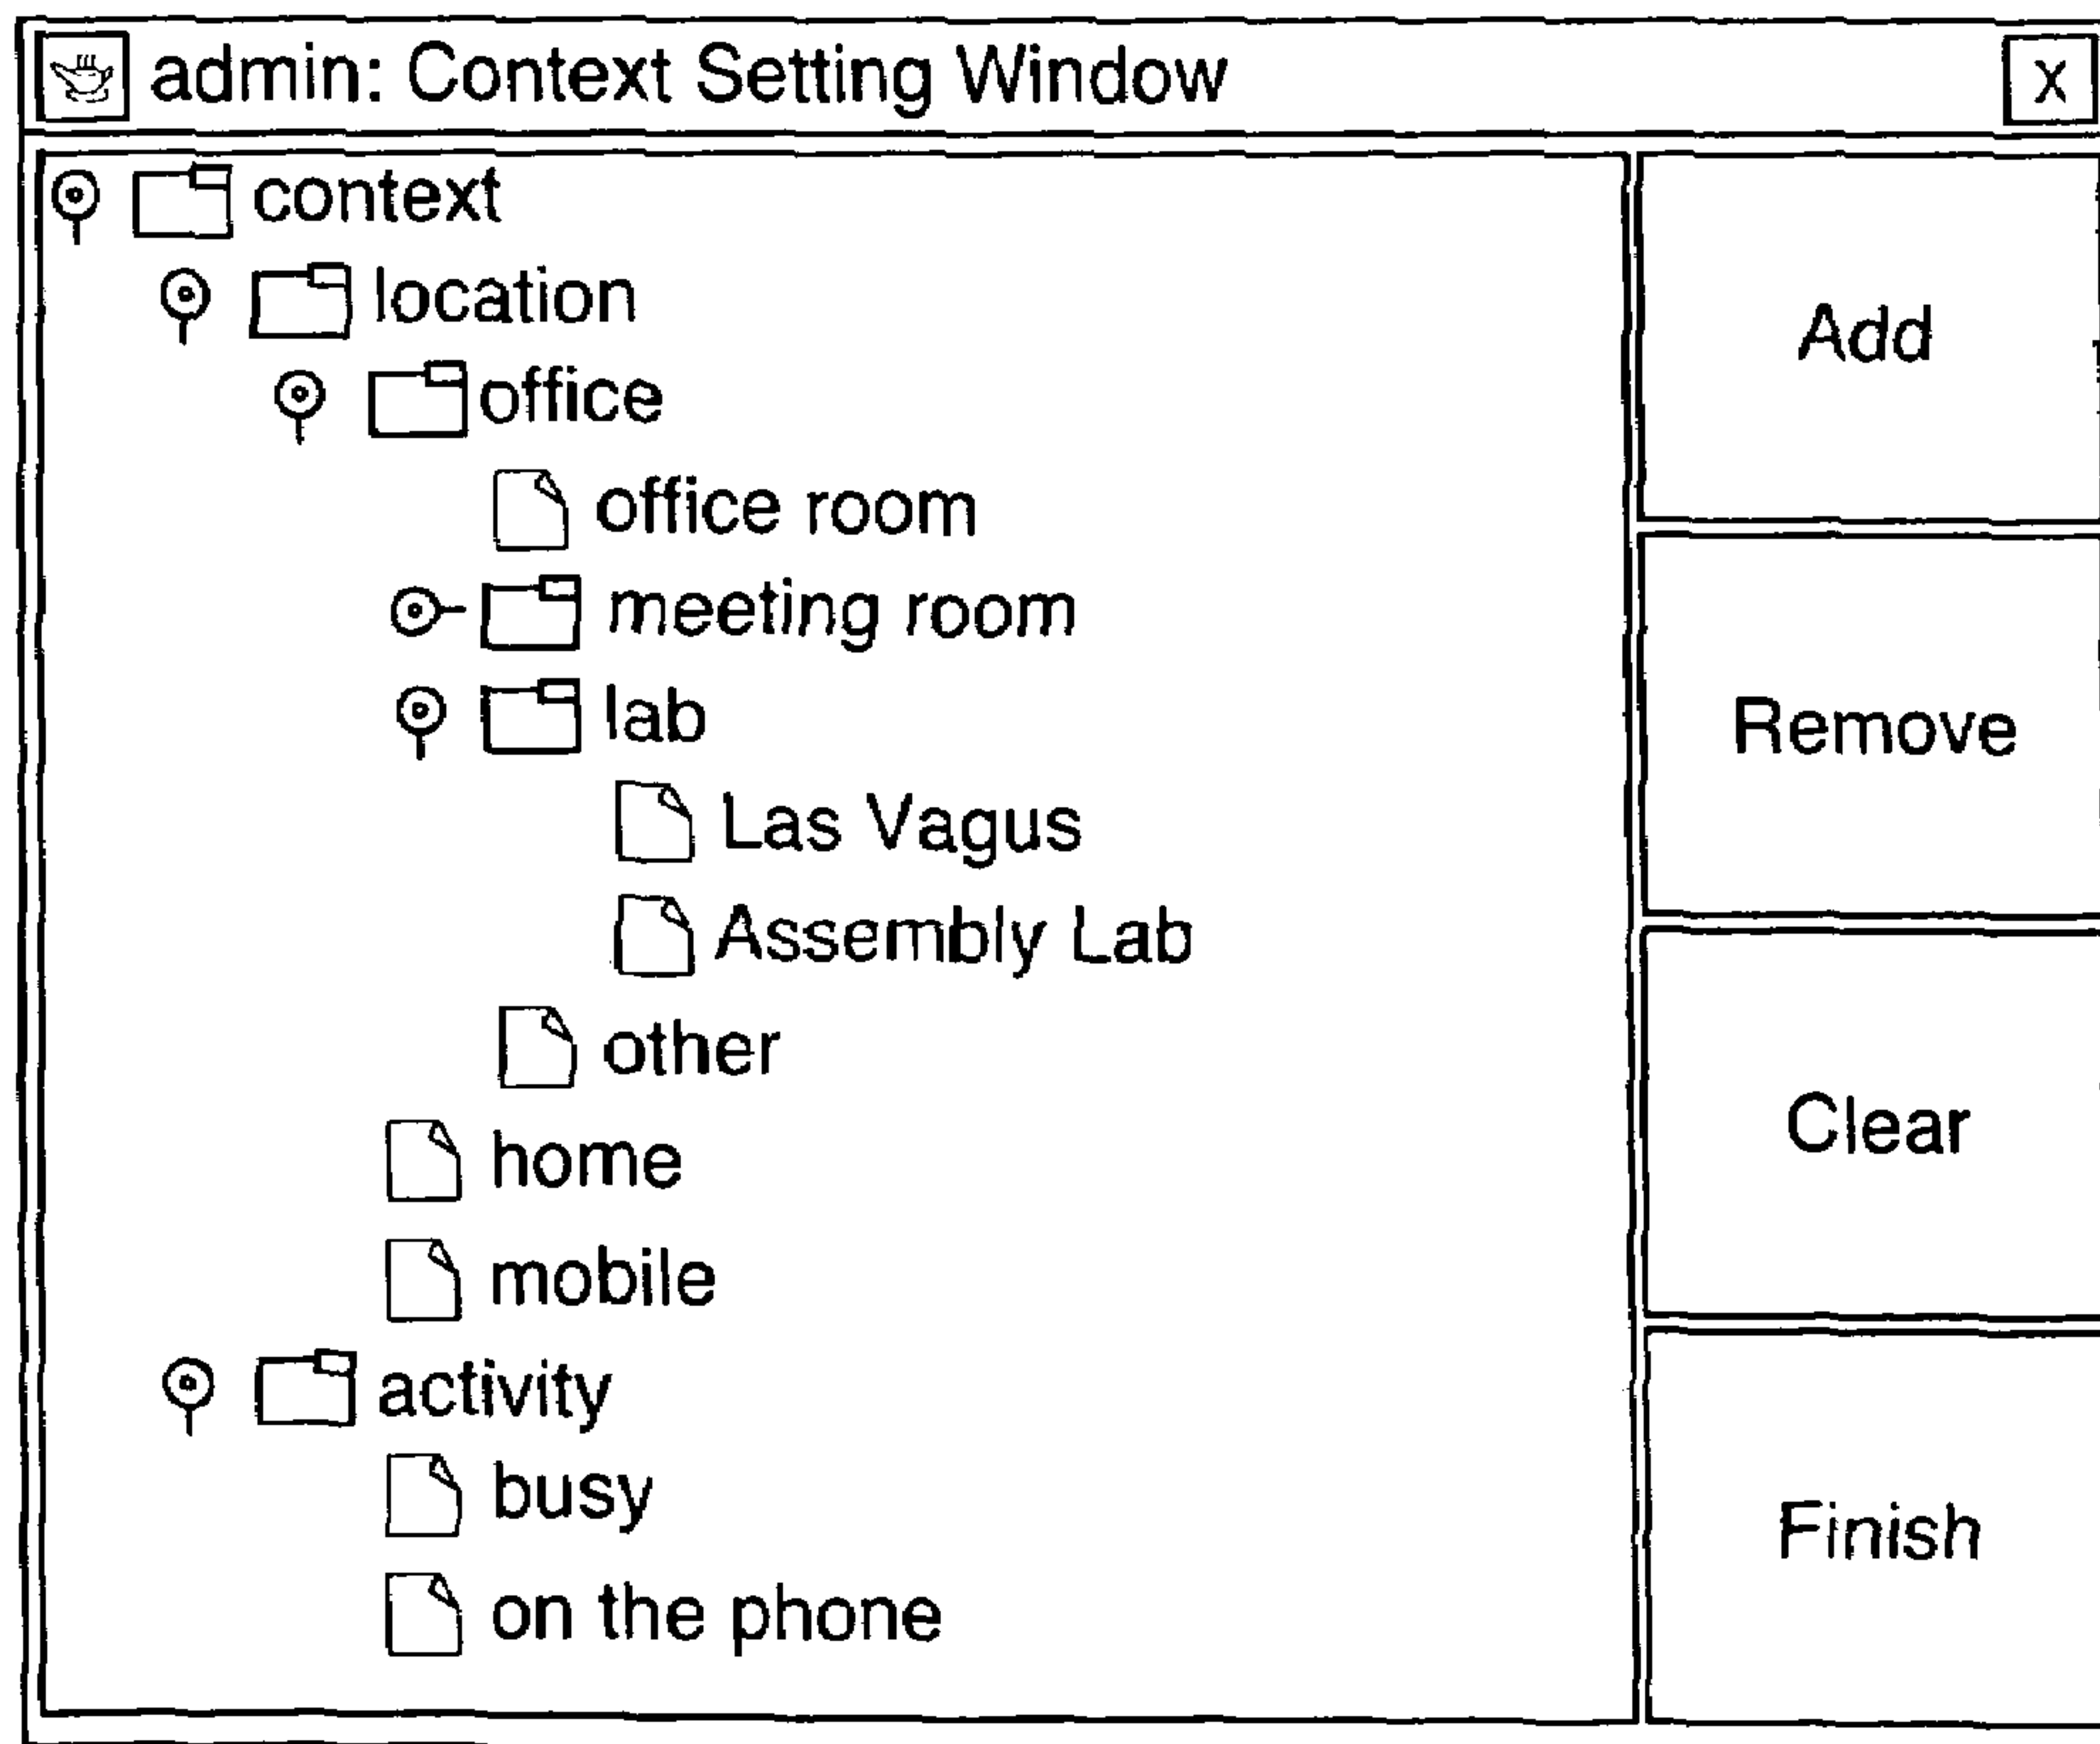 admin: Context Setting Window
X
context
location
office
office room
meeting room
lab
Las Vagus
Assembly Lab
other
home
mobile
activity
busy
on the phone
Add
Remove
Clear
Finish